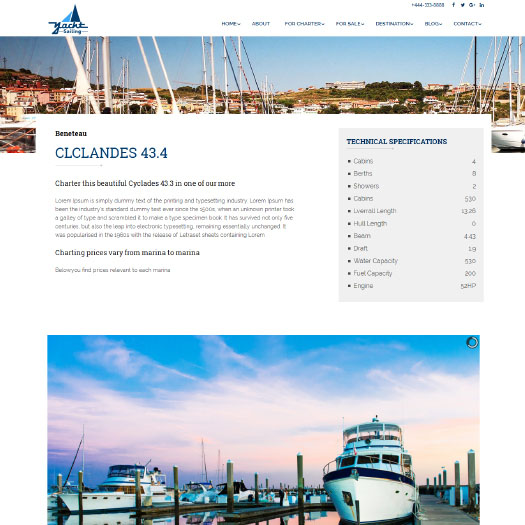 +444-333-8888
Yacht
Sailing
HOME
ABOUT
FOR CHARTER
FOR SALE
DESTINATION
BLOG
CONTACT
Beneteau
CLCLANDES 43.4
Charter this beautiful Cyclades 43.3 in one of our more
Lorem Ipsum is simply dummy text of the printing and typesetting industry. Lorem Ipsum has
been the industry's standard dummy text ever since the 1500s, when an unknown printer took
a galley of type and scrambled it to make a type specimen book. It has survived not only five
centuries, but also the leap into electronic typesetting, remaining essentially unchanged. It
was popularised in the 1960s with the release of Letraset sheets containing Lorem
Charting prices vary from marina to marina
Below you find prices relevant to each marina
TECHNICAL SPECIFICATIONS
Cabins 4
Berths 8
Showers 2
Cabins 530
Lverrall Length 13.26
Hull Length 0
Beam 4.43
Draft 1.9
Water Capacity 530
Fuel Capacity 200
Engine 52HP